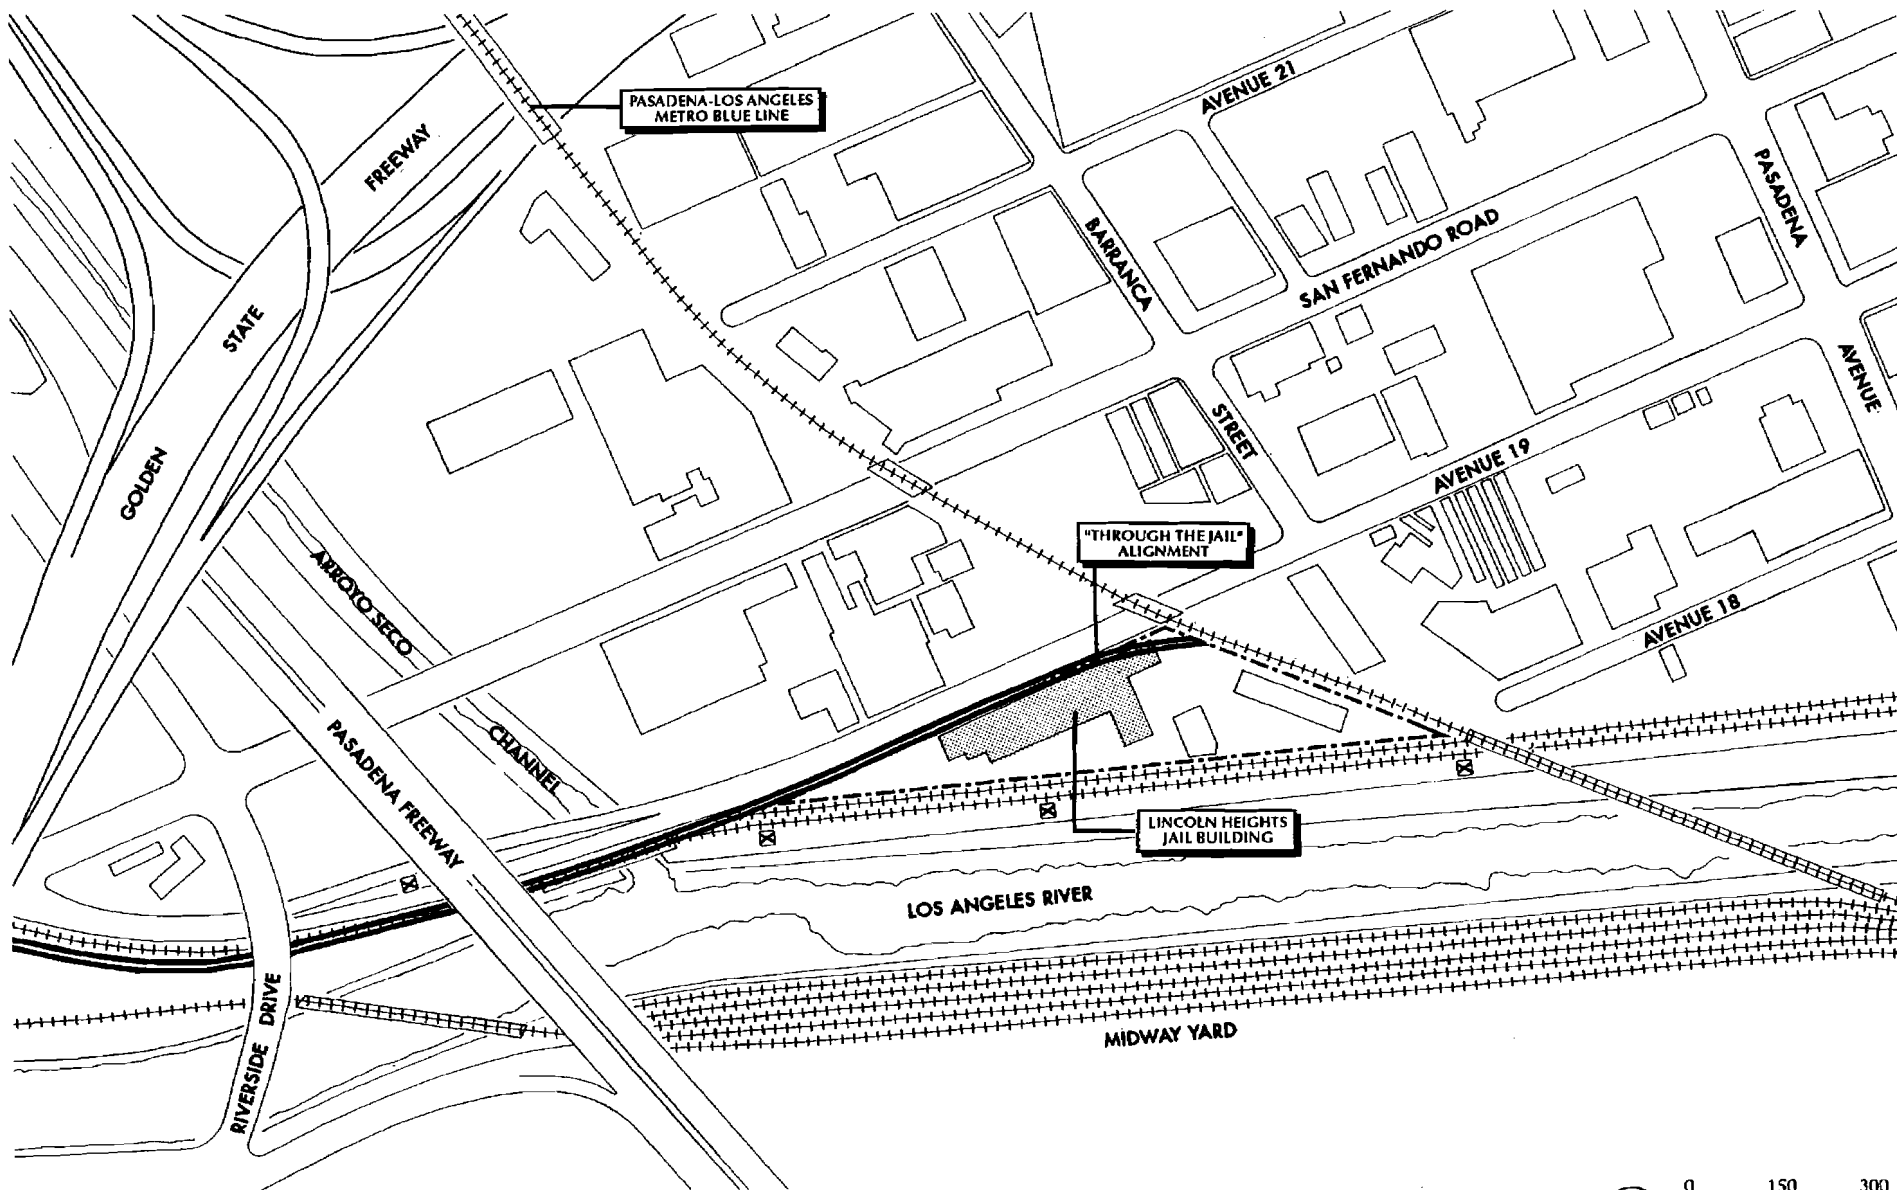 AVENUE 21
PASADENA-LOS ANGELES
METRO BLUE LINE
FREEWAY
PASADENA
BARRANCA
SAN FERNANDO ROAD
STATE
AVENUE
STREET
GOLDEN
AVENUE 19
"THROUGH THE JAIL"
ALIGNMENT
ARROYO SECO
AVENUE 18
CHANNEL
PASADENA FREEWAY
LINCOLN HEIGHTS
JAIL BUILDING
LOS ANGELES RIVER
RIVERSIDE DRIVE
MIDWAY YARD
0 150 300